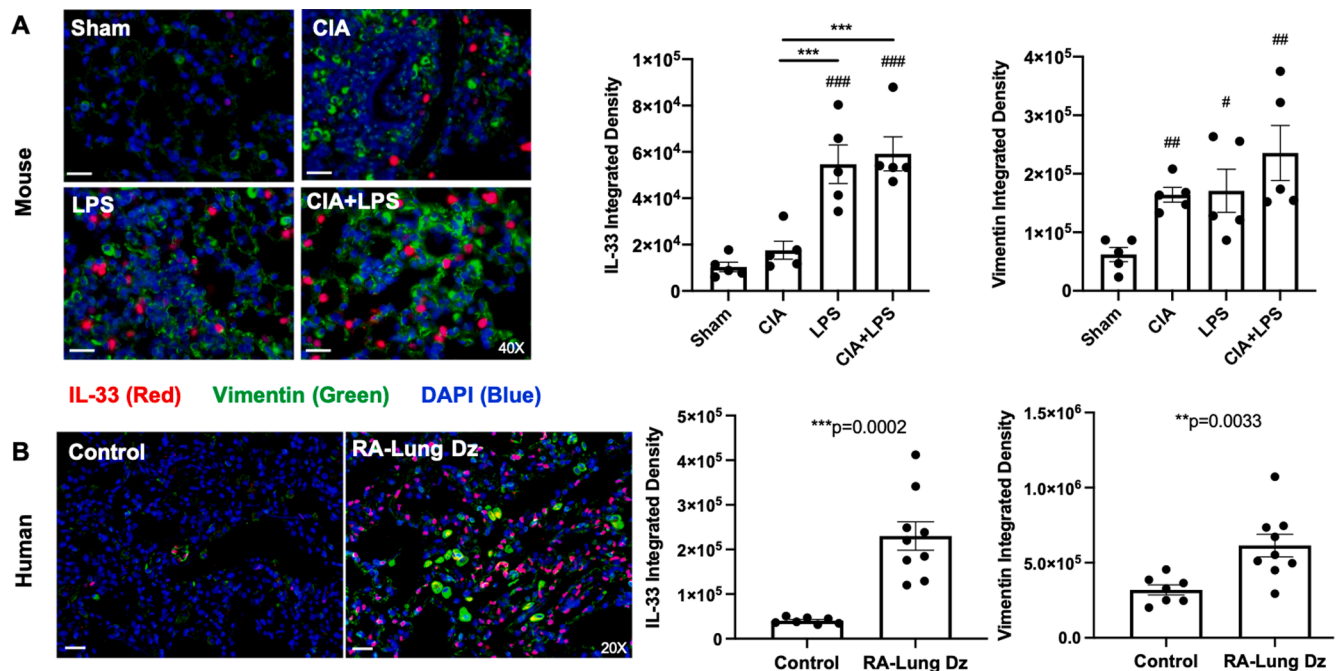 A
Mouse
Sham
CIA
LPS
CIA+LPS
40X
IL-33 Integrated Density
1×10⁵
8×10⁴
6×10⁴
4×10⁴
2×10⁴
0
***
***
###
###
Sham
CIA
LPS
CIA+LPS
Vimentin Integrated Density
4×10⁵
3×10⁵
2×10⁵
1×10⁵
0
##
#
##
Sham
CIA
LPS
CIA+LPS
IL-33 (Red) Vimentin (Green) DAPI (Blue)
B
Human
Control
RA-Lung Dz
20X
IL-33 Integrated Density
5×10⁵
4×10⁵
3×10⁵
2×10⁵
1×10⁵
0
***p=0.0002
Control RA-Lung Dz
Vimentin Integrated Density
1.5×10⁶
1.0×10⁶
5.0×10⁵
0.0
**p=0.0033
Control RA-Lung Dz